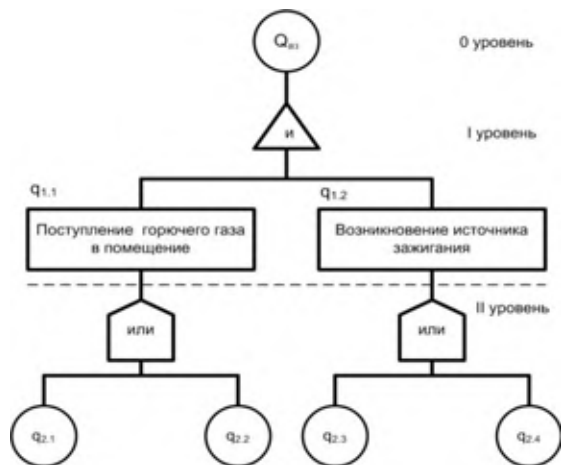 Qвз
0 уровень
и
I уровень
q1.1
q1.2
Поступление горючего газа
в помещение
Возникновение источника
зажигания
II уровень
или
или
q2.1
q2.2
q2.3
q2.4